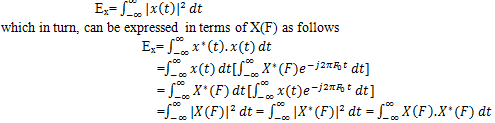 Eₓ= ∫_{-∞}^{∞} |x(t)|² dt
which in turn, can be expressed in terms of X(F) as follows
Eₓ= ∫_{-∞}^{∞} x*(t).x(t) dt
=∫_{-∞}^{∞} x(t) dt[∫_{-∞}^{∞} X*(F)e^{-j2πF₀t} dt]
= ∫_{-∞}^{∞} X*(F) dt[∫_{-∞}^{∞} x(t)e^{-j2πF₀t} dt]
=∫_{-∞}^{∞} |X(F)|² dt = ∫_{-∞}^{∞} |X*(F)|² dt = ∫_{-∞}^{∞} X(F).X*(F) dt